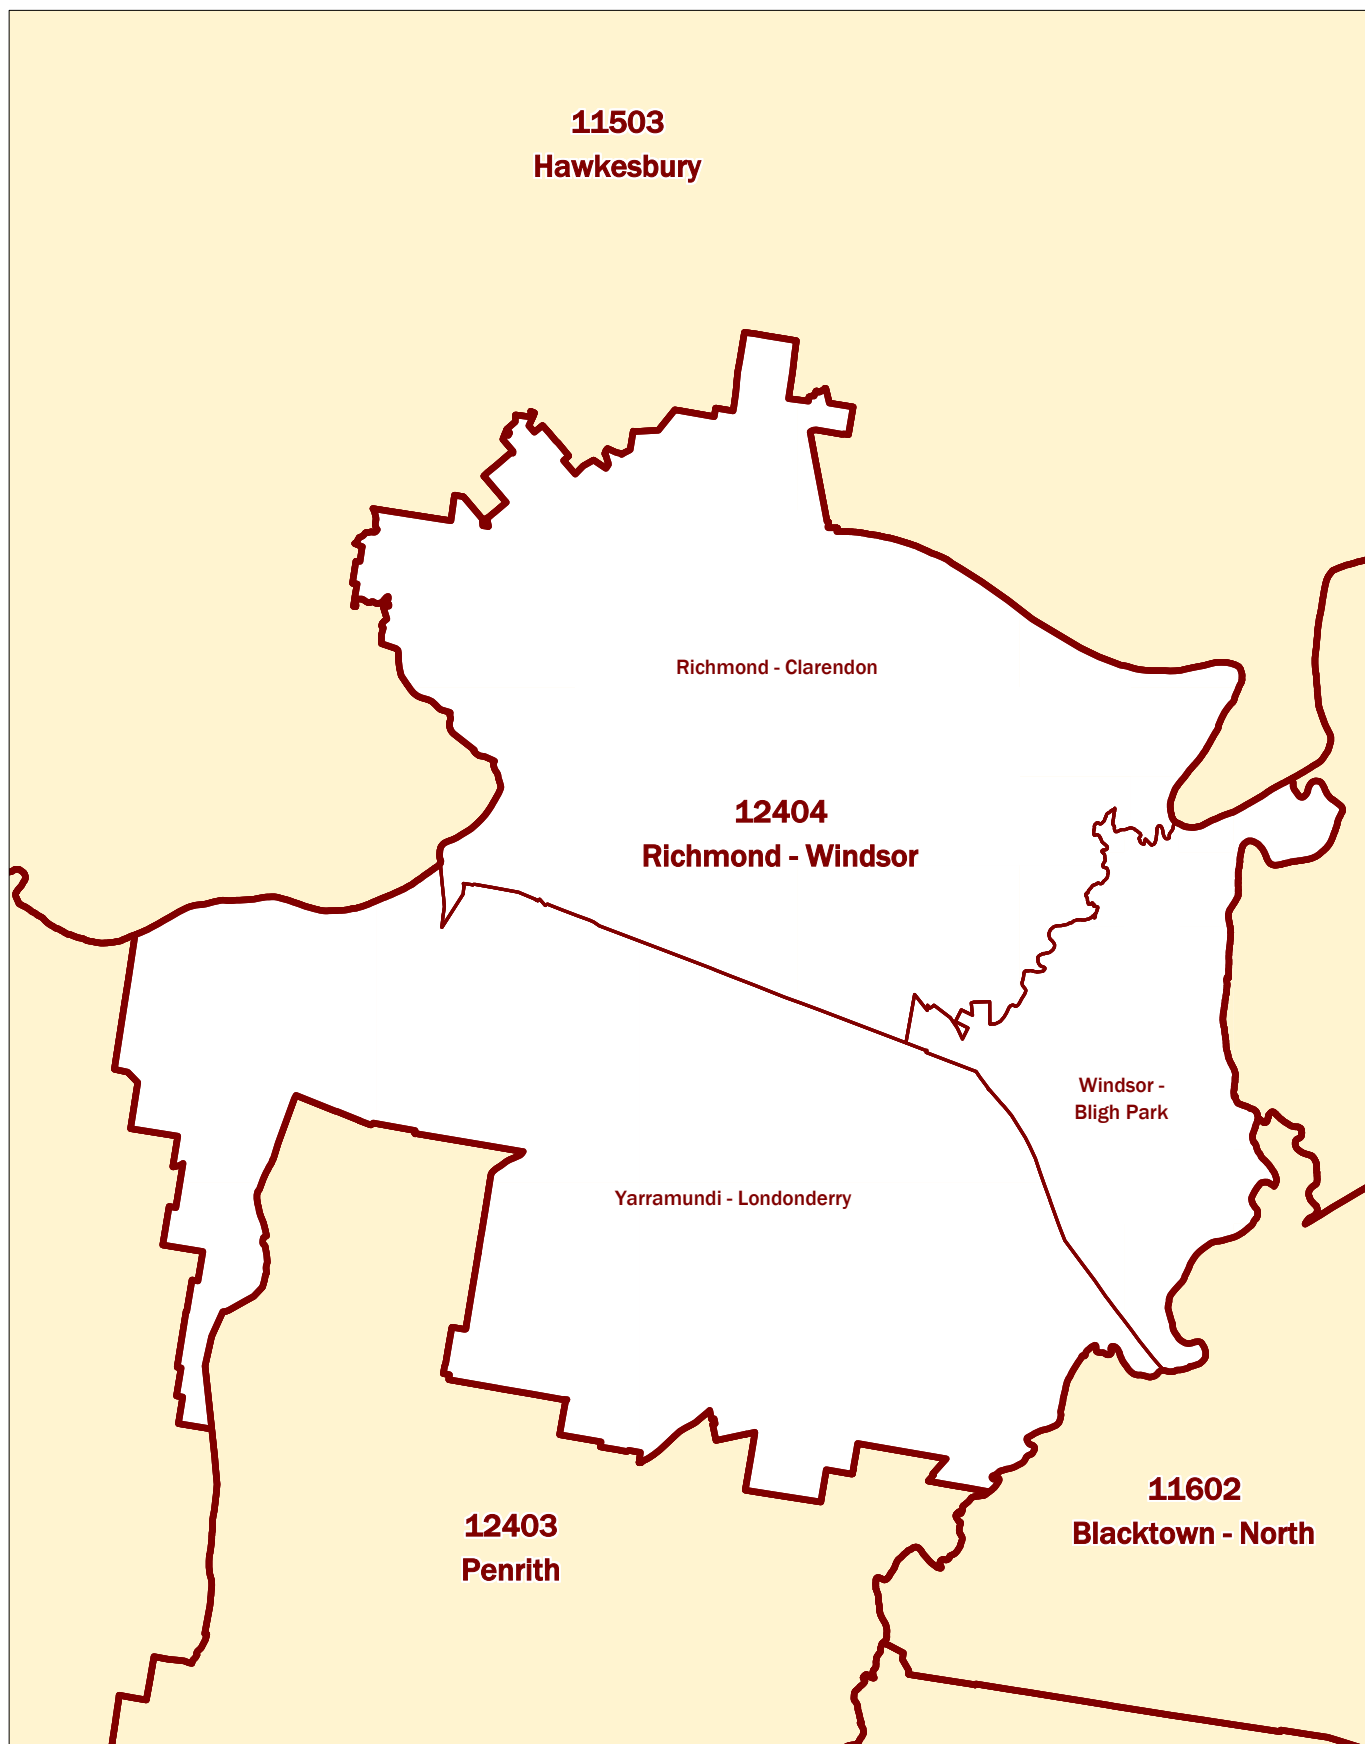 11503
Hawkesbury
Richmond - Clarendon
12404
Richmond - Windsor
Windsor -
Bligh Park
Yarramundi - Londonderry
11602
Blacktown - North
12403
Penrith